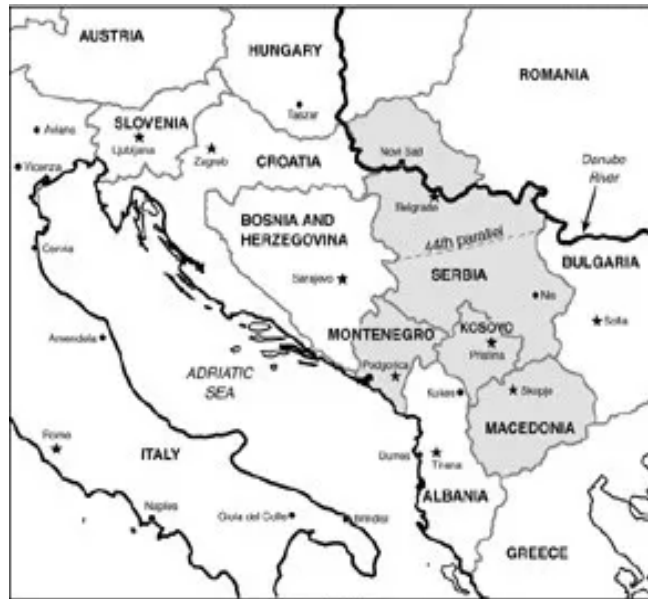 AUSTRIA
HUNGARY
ROMANIA
Taszar
SLOVENIA
Aviano
Ljubljana
Zagreb
Vicenza
CROATIA
Novi Sad
Danube
River
Belgrade
BOSNIA AND
HERZEGOVINA
44th parallel
Cervia
SERBIA
BULGARIA
Sarajevo
Nis
MONTENEGRO
KOSOVO
Sofia
Amendola
Pristina
ADRIATIC
SEA
Podgorica
Kukes
Skopje
MACEDONIA
Rome
ITALY
Durres
Tirana
ALBANIA
Naples
Gioia del Colle
Brindisi
GREECE